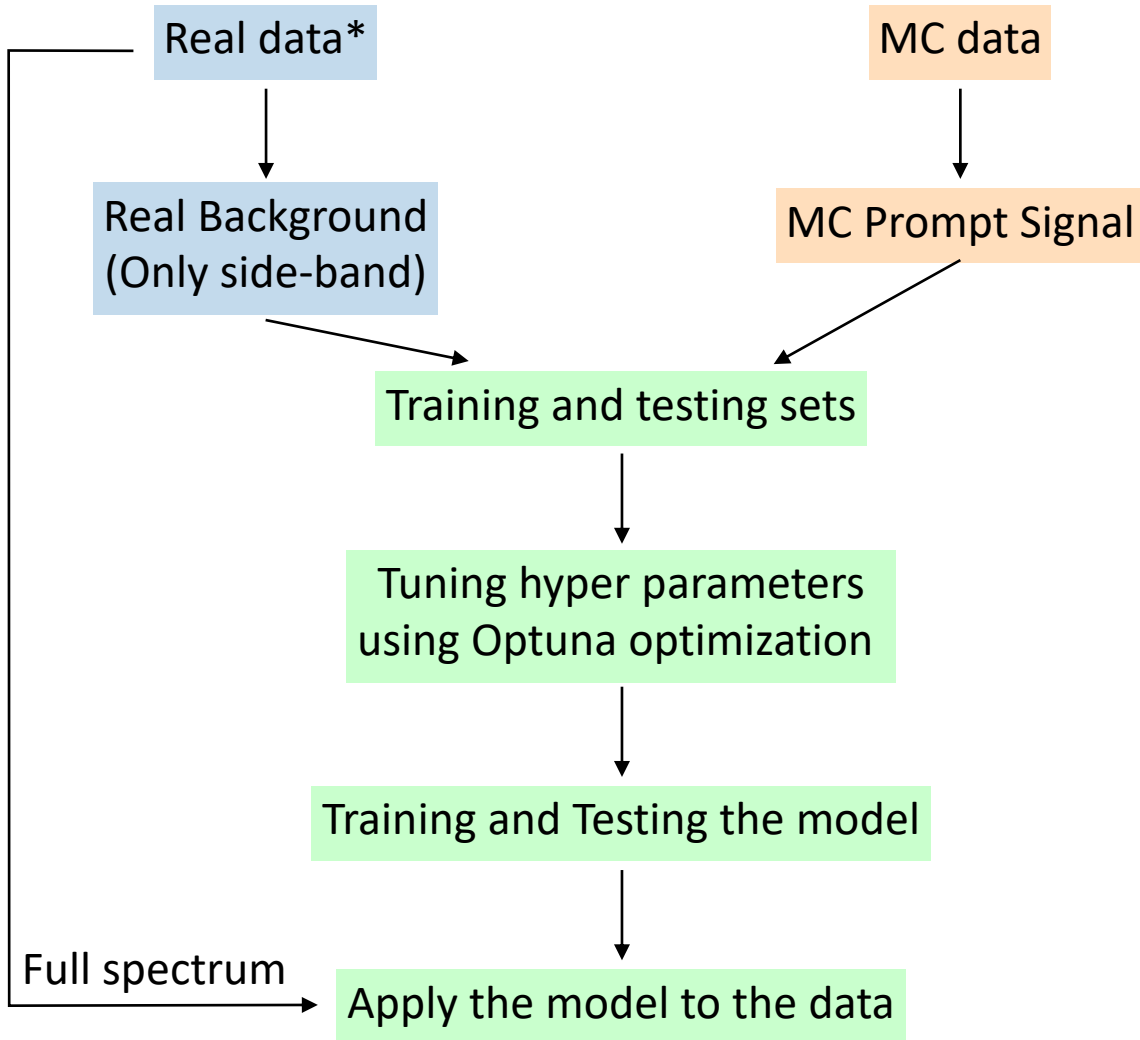 Real data*
MC data
Real Background
(Only side-band)
MC Prompt Signal
Training and testing sets
Tuning hyper parameters
using Optuna optimization
Training and Testing the model
Full spectrum
Apply the model to the data